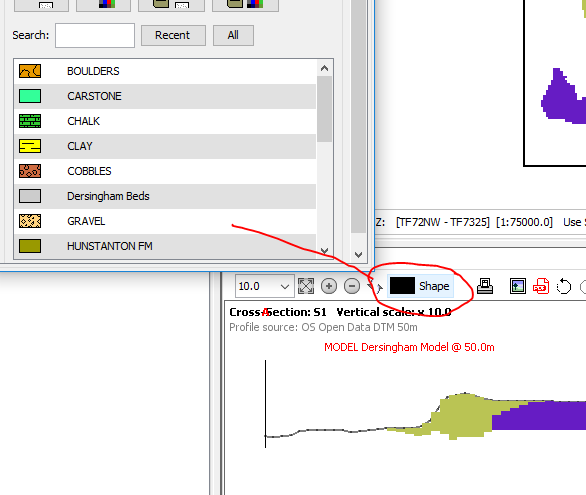 Search:
Recent
All
BOULDERS
CARSTONE
CHALK
CLAY
COBBLES
Dersingham Beds
GRAVEL
HUNSTANTON FM
Z: [TF72NW - TF7325] [1:75000.0] Use S
10.0
Shape
Cross-Section: S1 Vertical scale: x 10.0
Profile source: OS Open Data DTM 50m
MODEL Dersingham Model @ 50.0m